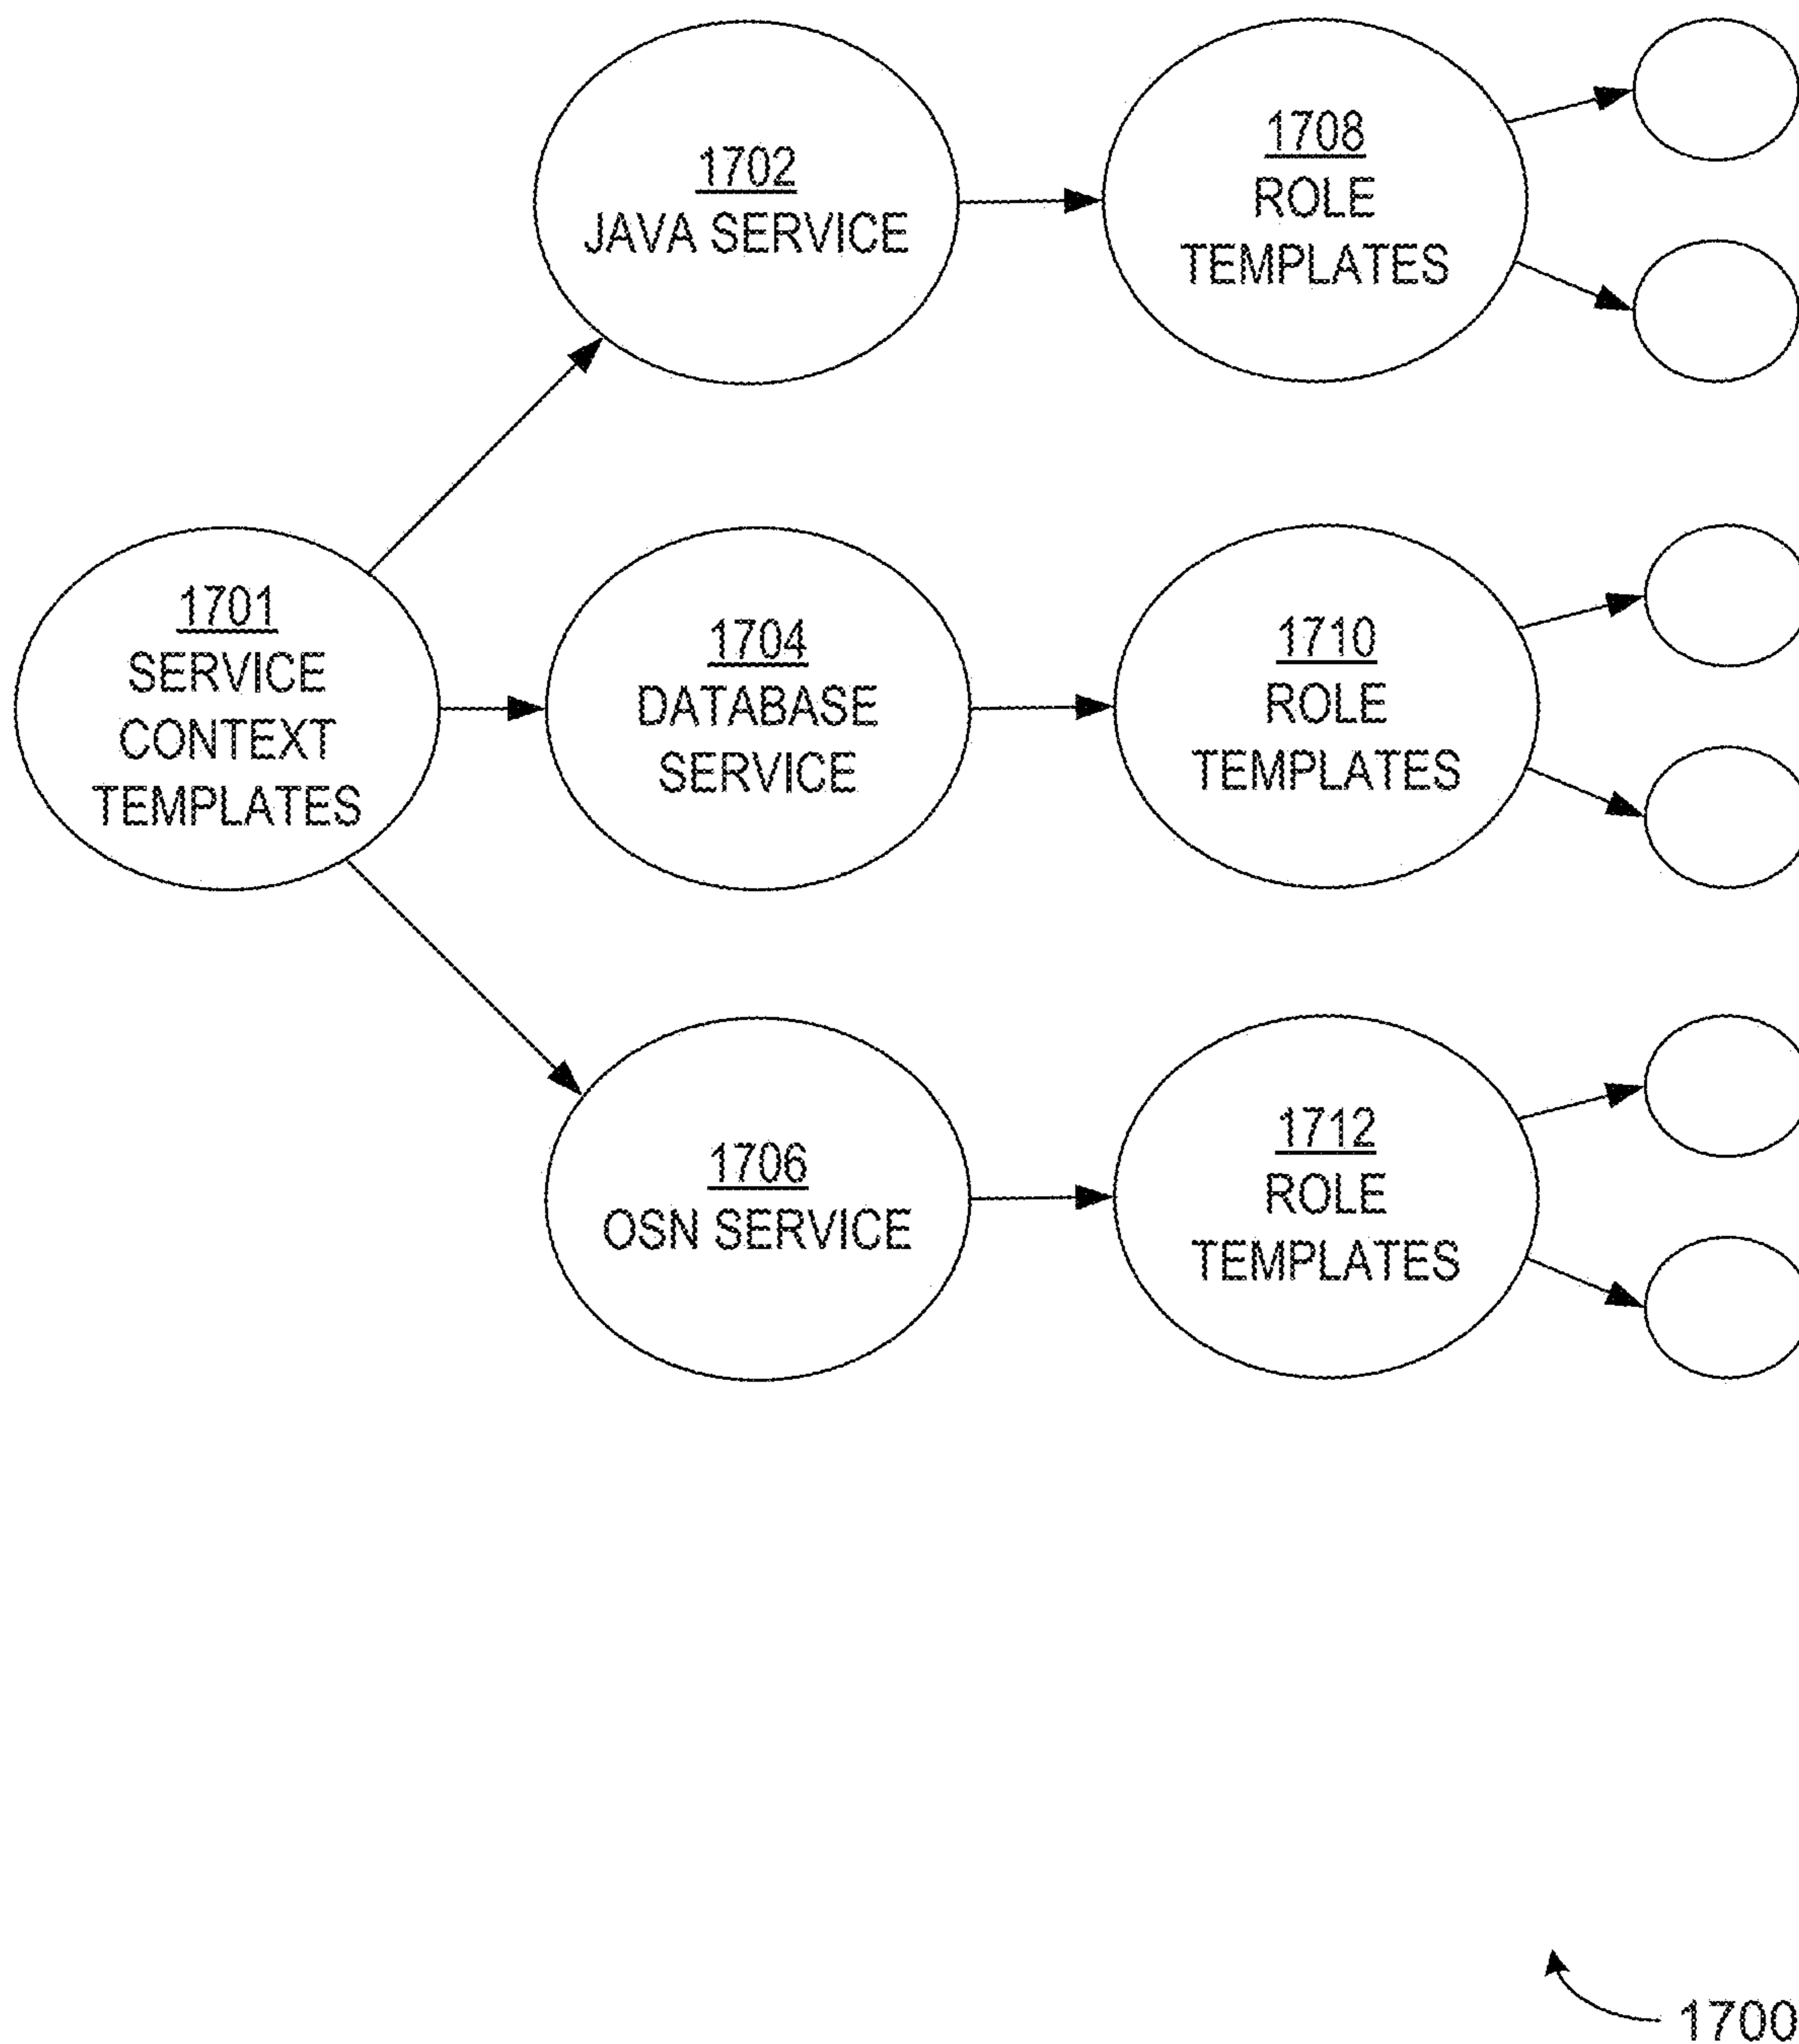 1702
JAVA SERVICE
1708
ROLE
TEMPLATES
1701
SERVICE
CONTEXT
TEMPLATES
1704
DATABASE
SERVICE
1710
ROLE
TEMPLATES
1706
OSN SERVICE
1712
ROLE
TEMPLATES
1700